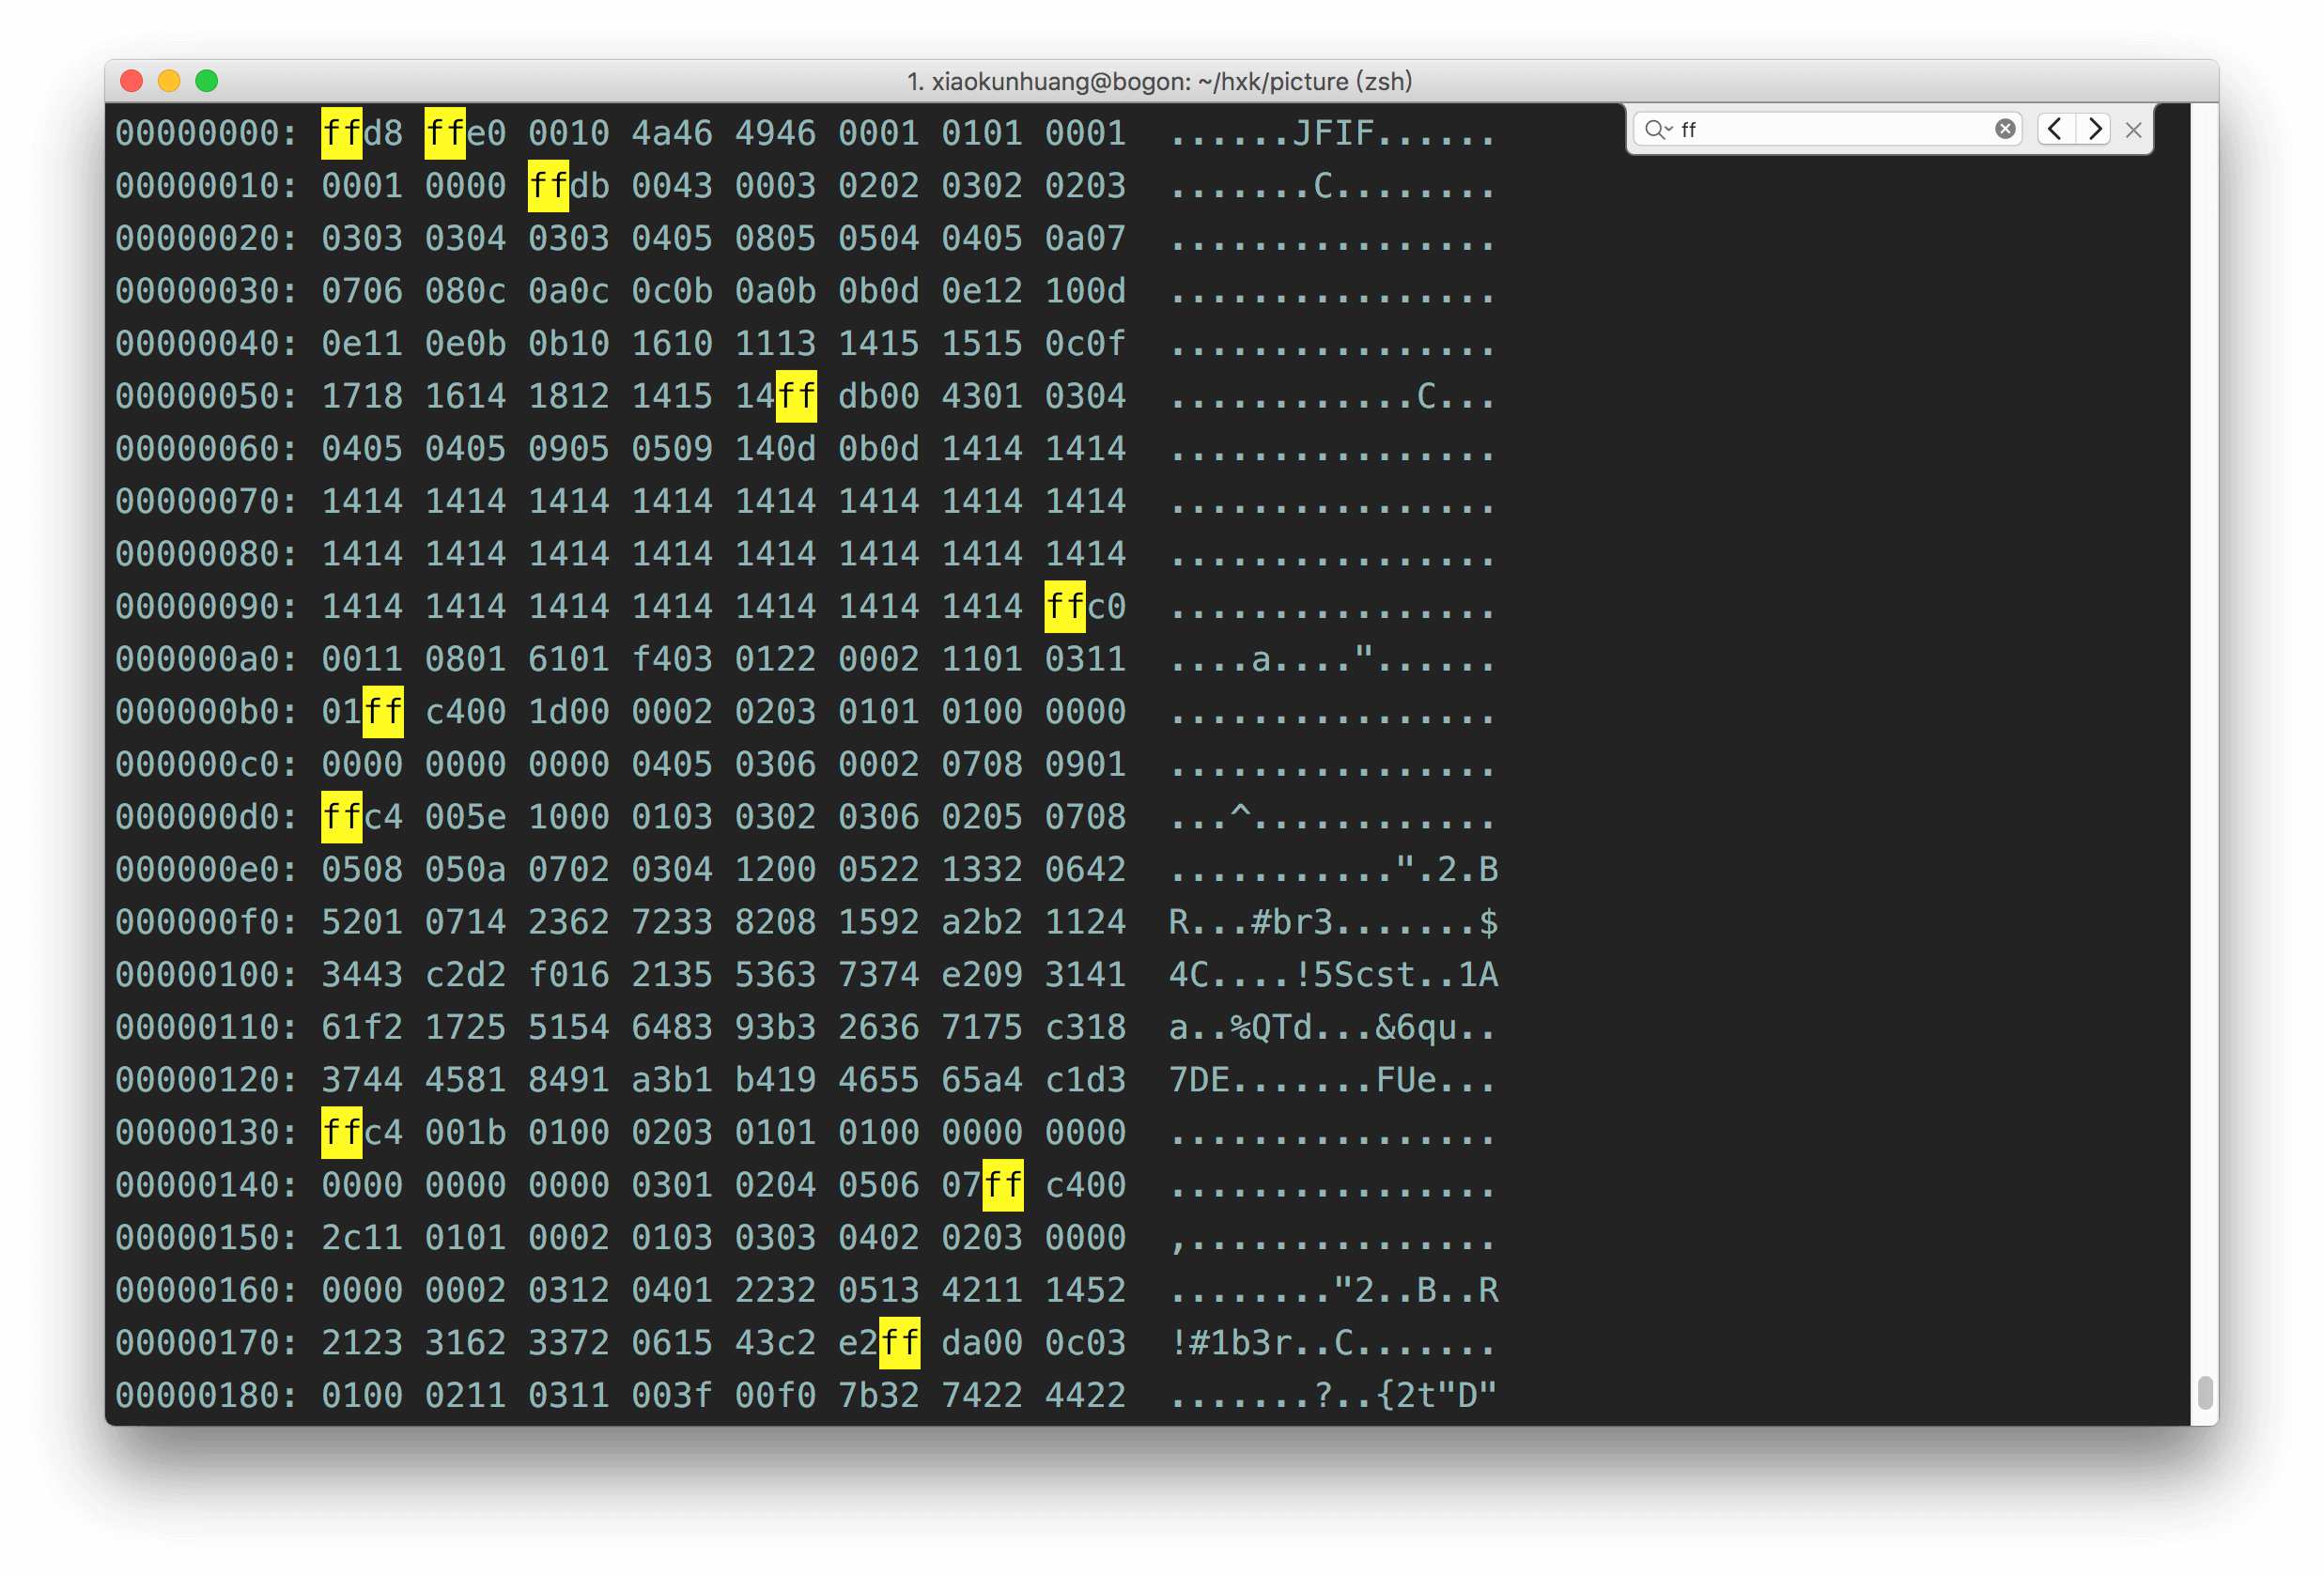 1. xiaokunhuang@bogon: ~/hxk/picture (zsh)
ff
00000000: ffd8 ffe0 0010 4a46 4946 0001 0101 0001  ......JFIF......
00000010: 0001 0000 ffdb 0043 0003 0202 0302 0203  .......C........
00000020: 0303 0304 0303 0405 0805 0504 0405 0a07  ................
00000030: 0706 080c 0a0c 0c0b 0a0b 0b0d 0e12 100d  ................
00000040: 0e11 0e0b 0b10 1610 1113 1415 1515 0c0f  ................
00000050: 1718 1614 1812 1415 14ff db00 4301 0304  ............C...
00000060: 0405 0405 0905 0509 140d 0b0d 1414 1414  ................
00000070: 1414 1414 1414 1414 1414 1414 1414 1414  ................
00000080: 1414 1414 1414 1414 1414 1414 1414 1414  ................
00000090: 1414 1414 1414 1414 1414 1414 1414 ffc0  ................
000000a0: 0011 0801 6101 f403 0122 0002 1101 0311  ....a...."......
000000b0: 01ff c400 1d00 0002 0203 0101 0100 0000  ................
000000c0: 0000 0000 0000 0405 0306 0002 0708 0901  ................
000000d0: ffc4 005e 1000 0103 0302 0306 0205 0708  ...^............
000000e0: 0508 050a 0702 0304 1200 0522 1332 0642  ...........".2.B
000000f0: 5201 0714 2362 7233 8208 1592 a2b2 1124  R...#br3.......$
00000100: 3443 c2d2 f016 2135 5363 7374 e209 3141  4C....!5Scst..1A
00000110: 61f2 1725 5154 6483 93b3 2636 7175 c318  a..%QTd...&6qu..
00000120: 3744 4581 8491 a3b1 b419 4655 65a4 c1d3  7DE.......FUe...
00000130: ffc4 001b 0100 0203 0101 0100 0000 0000  ................
00000140: 0000 0000 0000 0301 0204 0506 07ff c400  ................
00000150: 2c11 0101 0002 0103 0303 0402 0203 0000  ,...............
00000160: 0000 0002 0312 0401 2232 0513 4211 1452  ........"2..B..R
00000170: 2123 3162 3372 0615 43c2 e2ff da00 0c03  !#1b3r..C.......
00000180: 0100 0211 0311 003f 00f0 7b32 7422 4422  .......?..{2t"D"